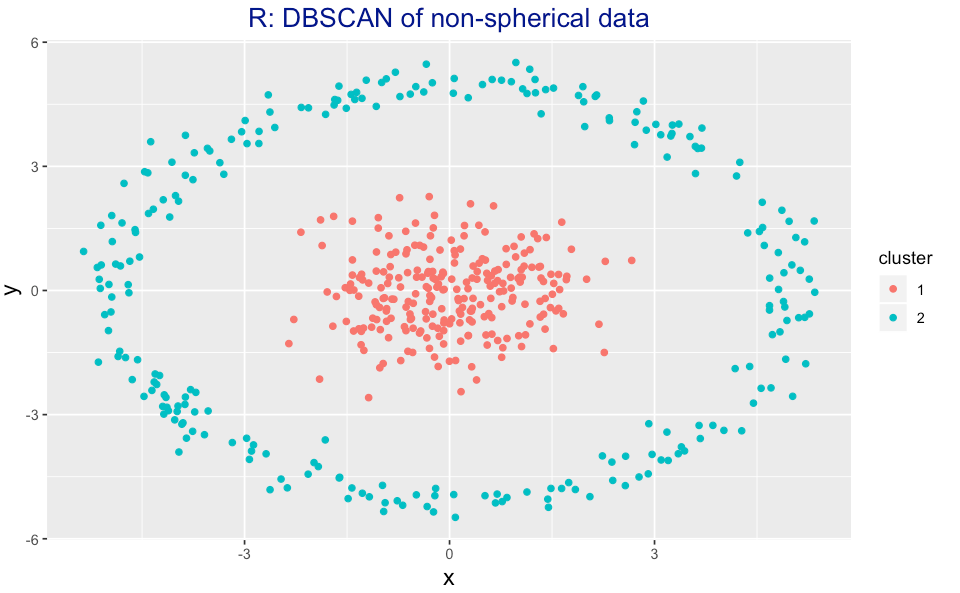 R: DBSCAN of non-spherical data
6
3
0
-3
-6
y
-3
0
3
x
cluster
1
2